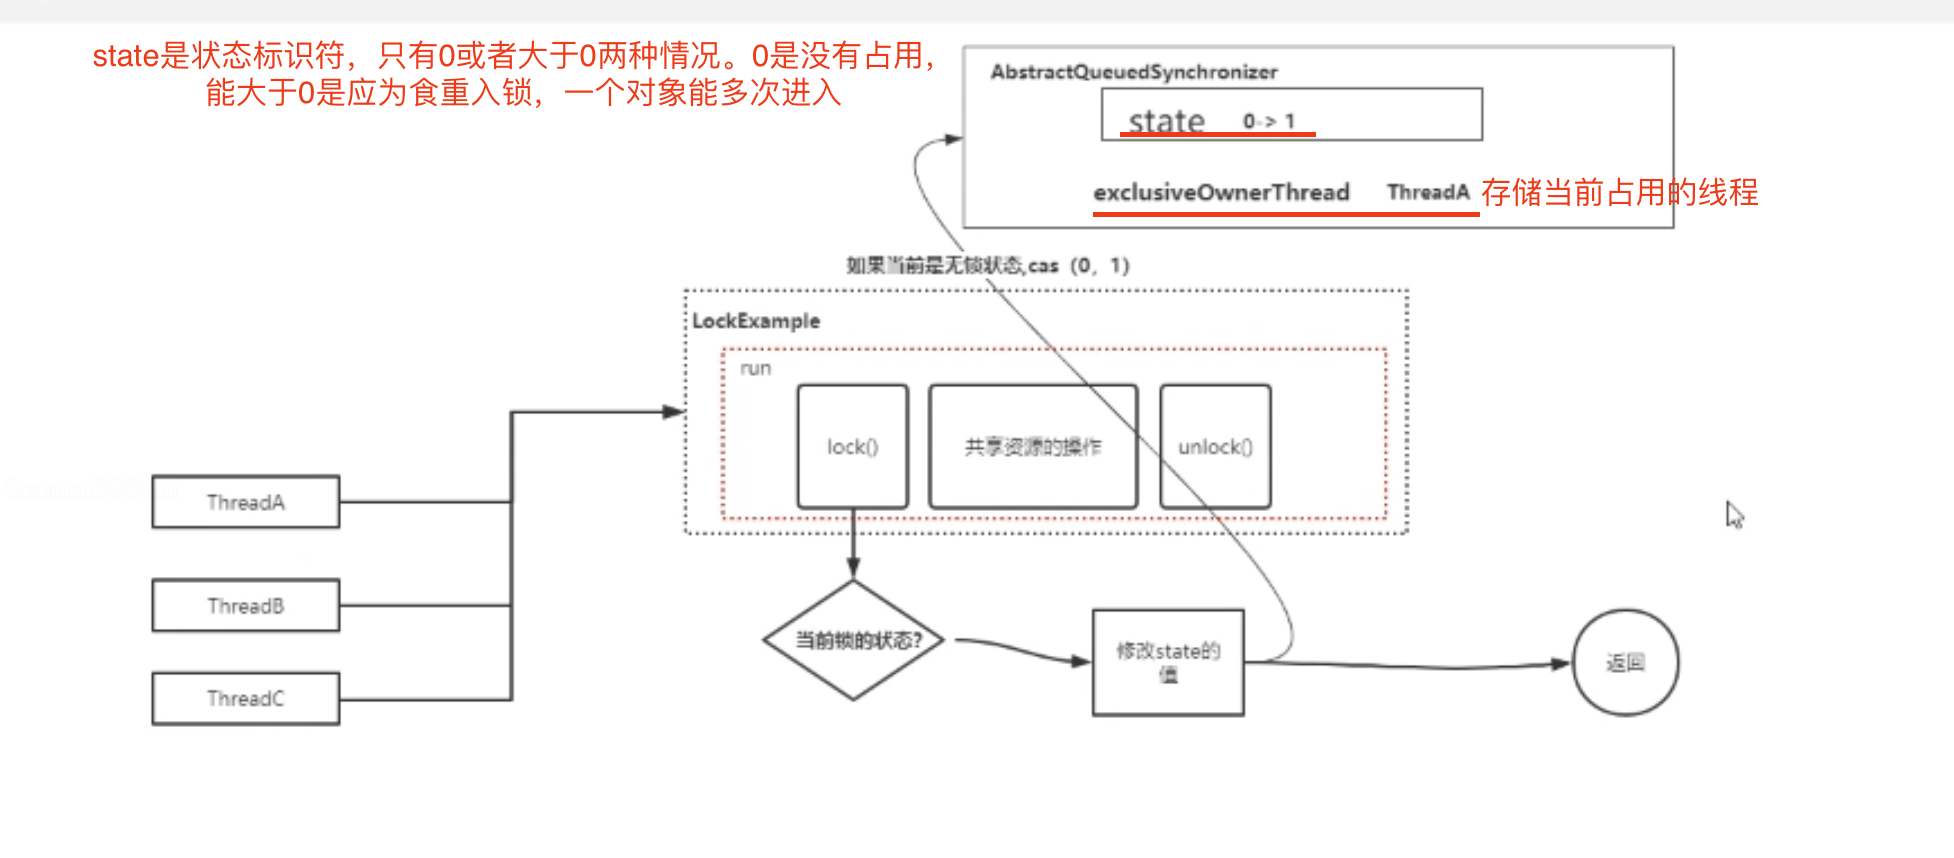 state是状态标识符，只有0或者大于0两种情况。0是没有占用，
能大于0是应为食重入锁，一个对象能多次进入
AbstractQueuedSynchronizer
state 0-> 1
exclusiveOwnerThread ThreadA 存储当前占用的线程
如果当前是无锁状态,cas（0，1）
LockExample
run
lock()
共享资源的操作
unlock()
ThreadA
ThreadB
ThreadC
当前锁的状态?
修改state的
值
返回